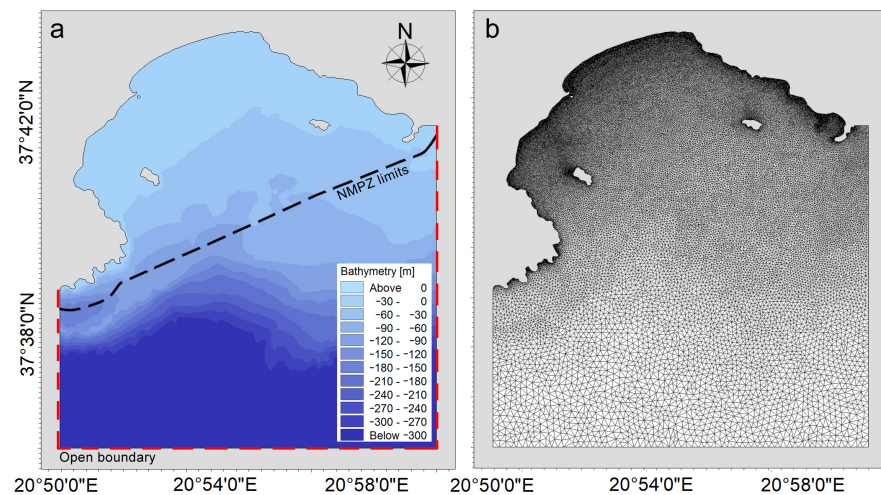 a
N
37°42'0"N
37°38'0"N
NMPZ limits
Bathymetry [m]
Above 0
−30 - 0
−60 - −30
−90 - −60
−120 - −90
−150 - −120
−180 - −150
−210 - −180
−240 - −210
−270 - −240
−300 - −270
Below −300
Open boundary
20°50'0"E
20°54'0"E
20°58'0"E
b
20°50'0"E
20°54'0"E
20°58'0"E